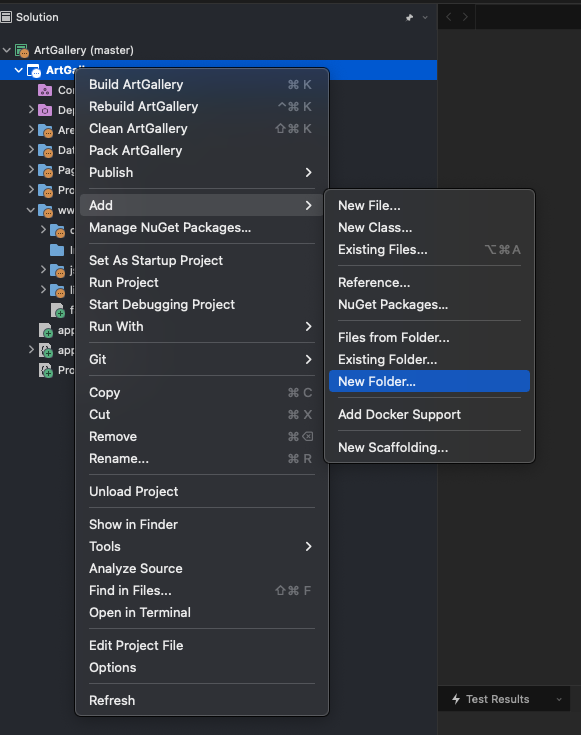 Solution
ArtGallery (master)
ArtGa
Build ArtGallery ⌘ K
Rebuild ArtGallery ^⌘ K
Clean ArtGallery ⇧⌘ K
Pack ArtGallery
Publish
Add
Manage NuGet Packages...
Set As Startup Project
Run Project
Start Debugging Project
Run With
Git
Copy ⌘ C
Cut ⌘ X
Remove ⌘⌫
Rename... ⌘ R
Unload Project
Show in Finder
Tools
Analyze Source
Find in Files... ⇧⌘ F
Open in Terminal
Edit Project File
Options
Refresh
New File...
New Class...
Existing Files... ⌥⌘ A
Reference...
NuGet Packages...
Files from Folder...
Existing Folder...
New Folder...
Add Docker Support
New Scaffolding...
Co
De
Are
Dat
Pag
Pro
ww
app
app
Pro
Test Results